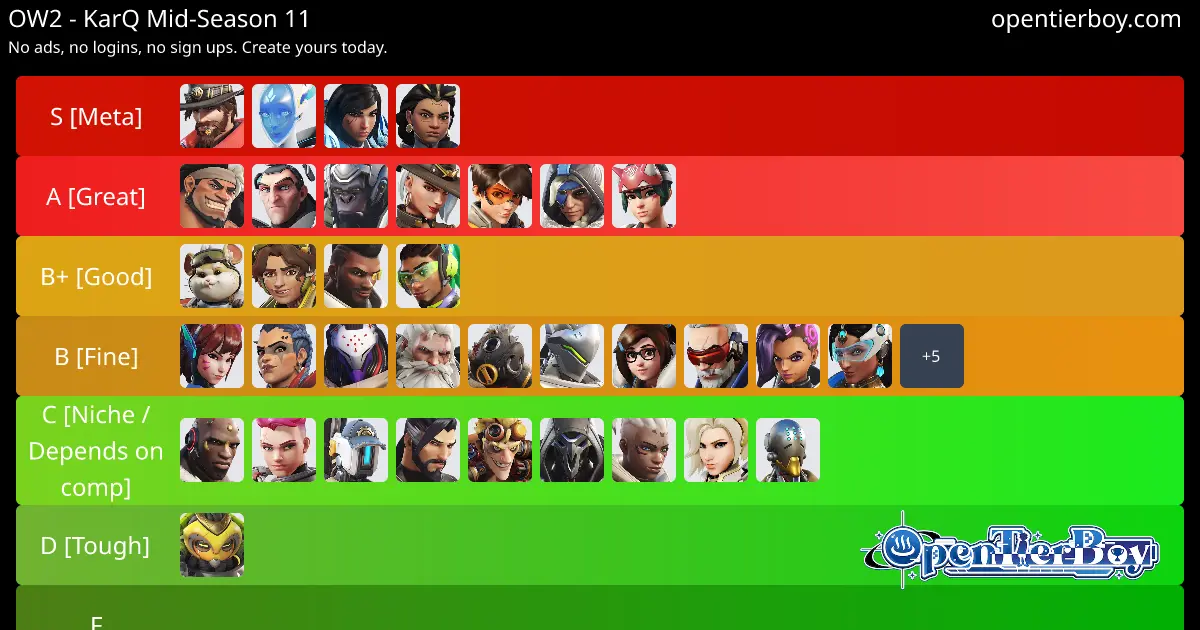 OW2 - KarQ Mid-Season 11
opentierboy.com
No ads, no logins, no sign ups. Create yours today.
S [Meta]
A [Great]
B+ [Good]
B [Fine]
+5
C [Niche /
Depends on
comp]
D [Tough]
OpenTierBoy
F